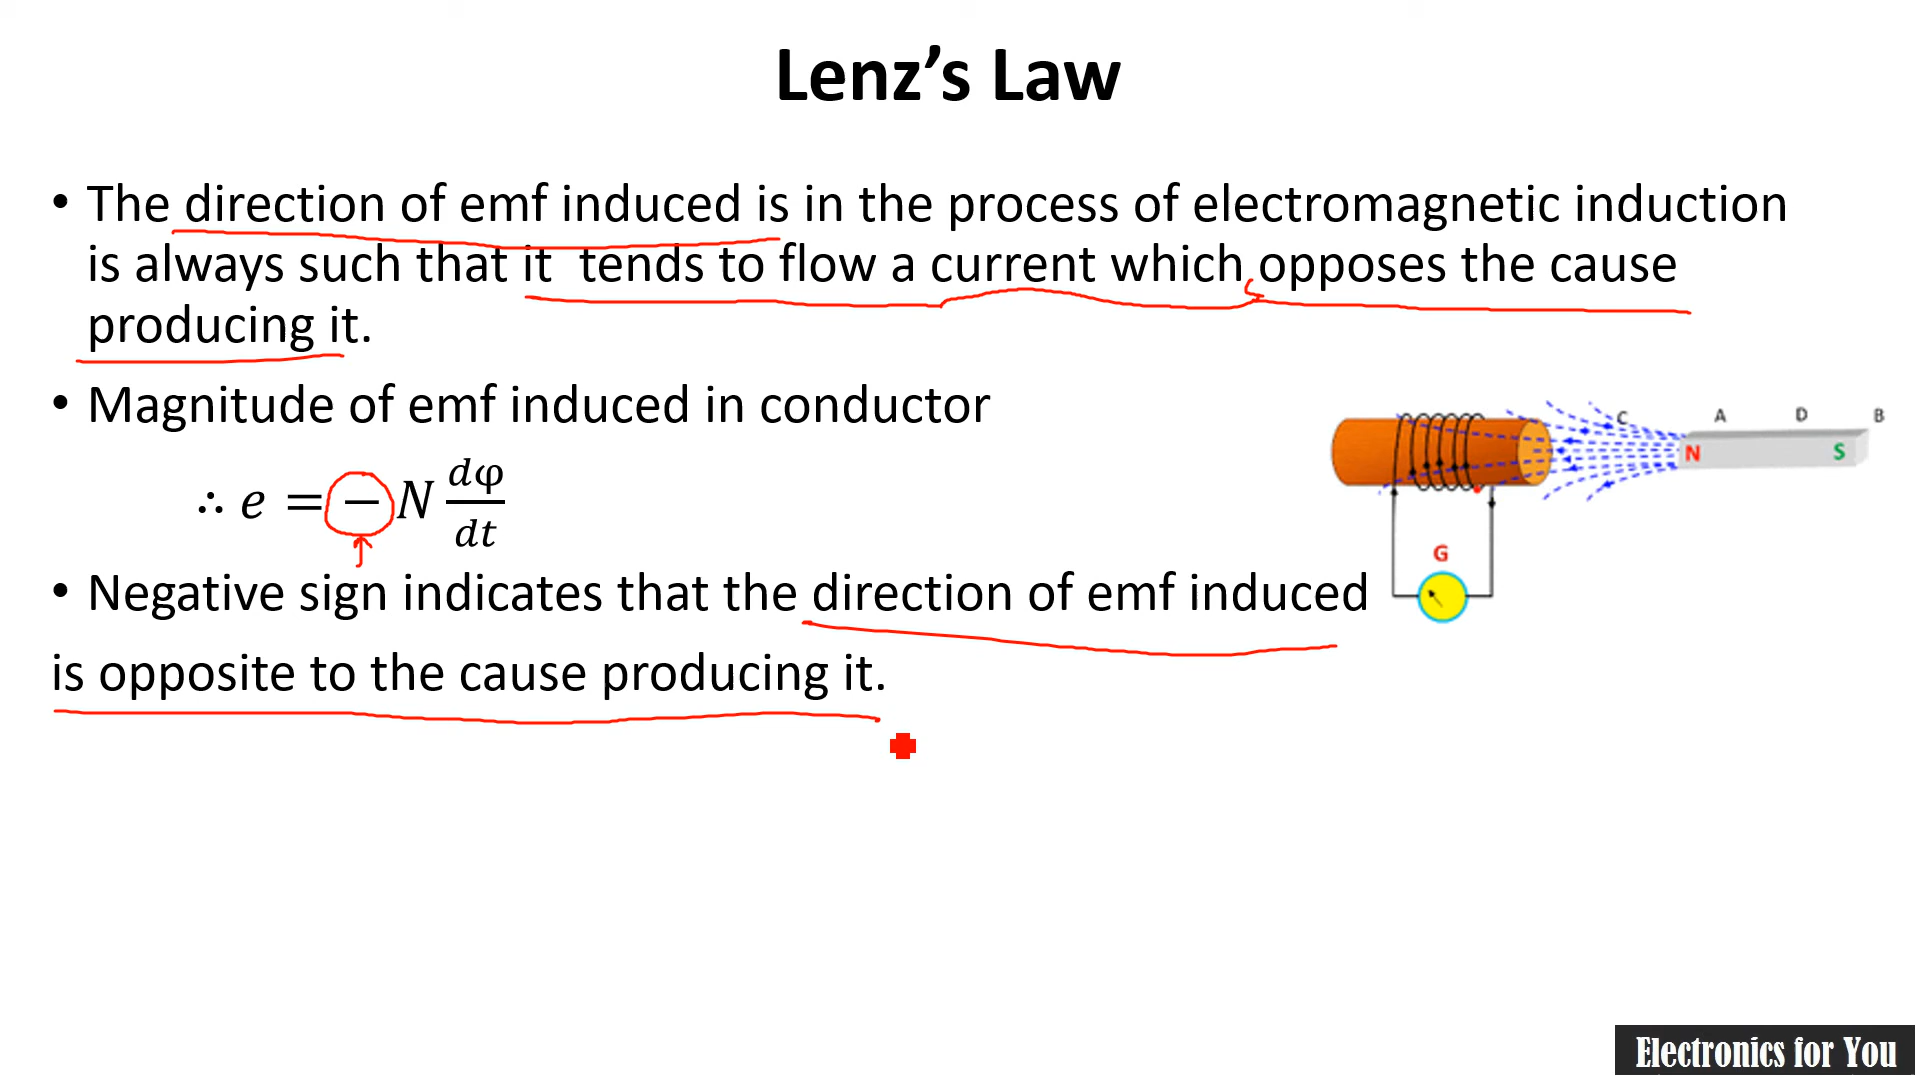 Lenz’s Law
• The direction of emf induced is in the process of electromagnetic induction
is always such that it tends to flow a current which opposes the cause
producing it.
• Magnitude of emf induced in conductor
C A D B
N S
∴ e = − N dφ/dt
G
• Negative sign indicates that the direction of emf induced
is opposite to the cause producing it.
Electronics for You